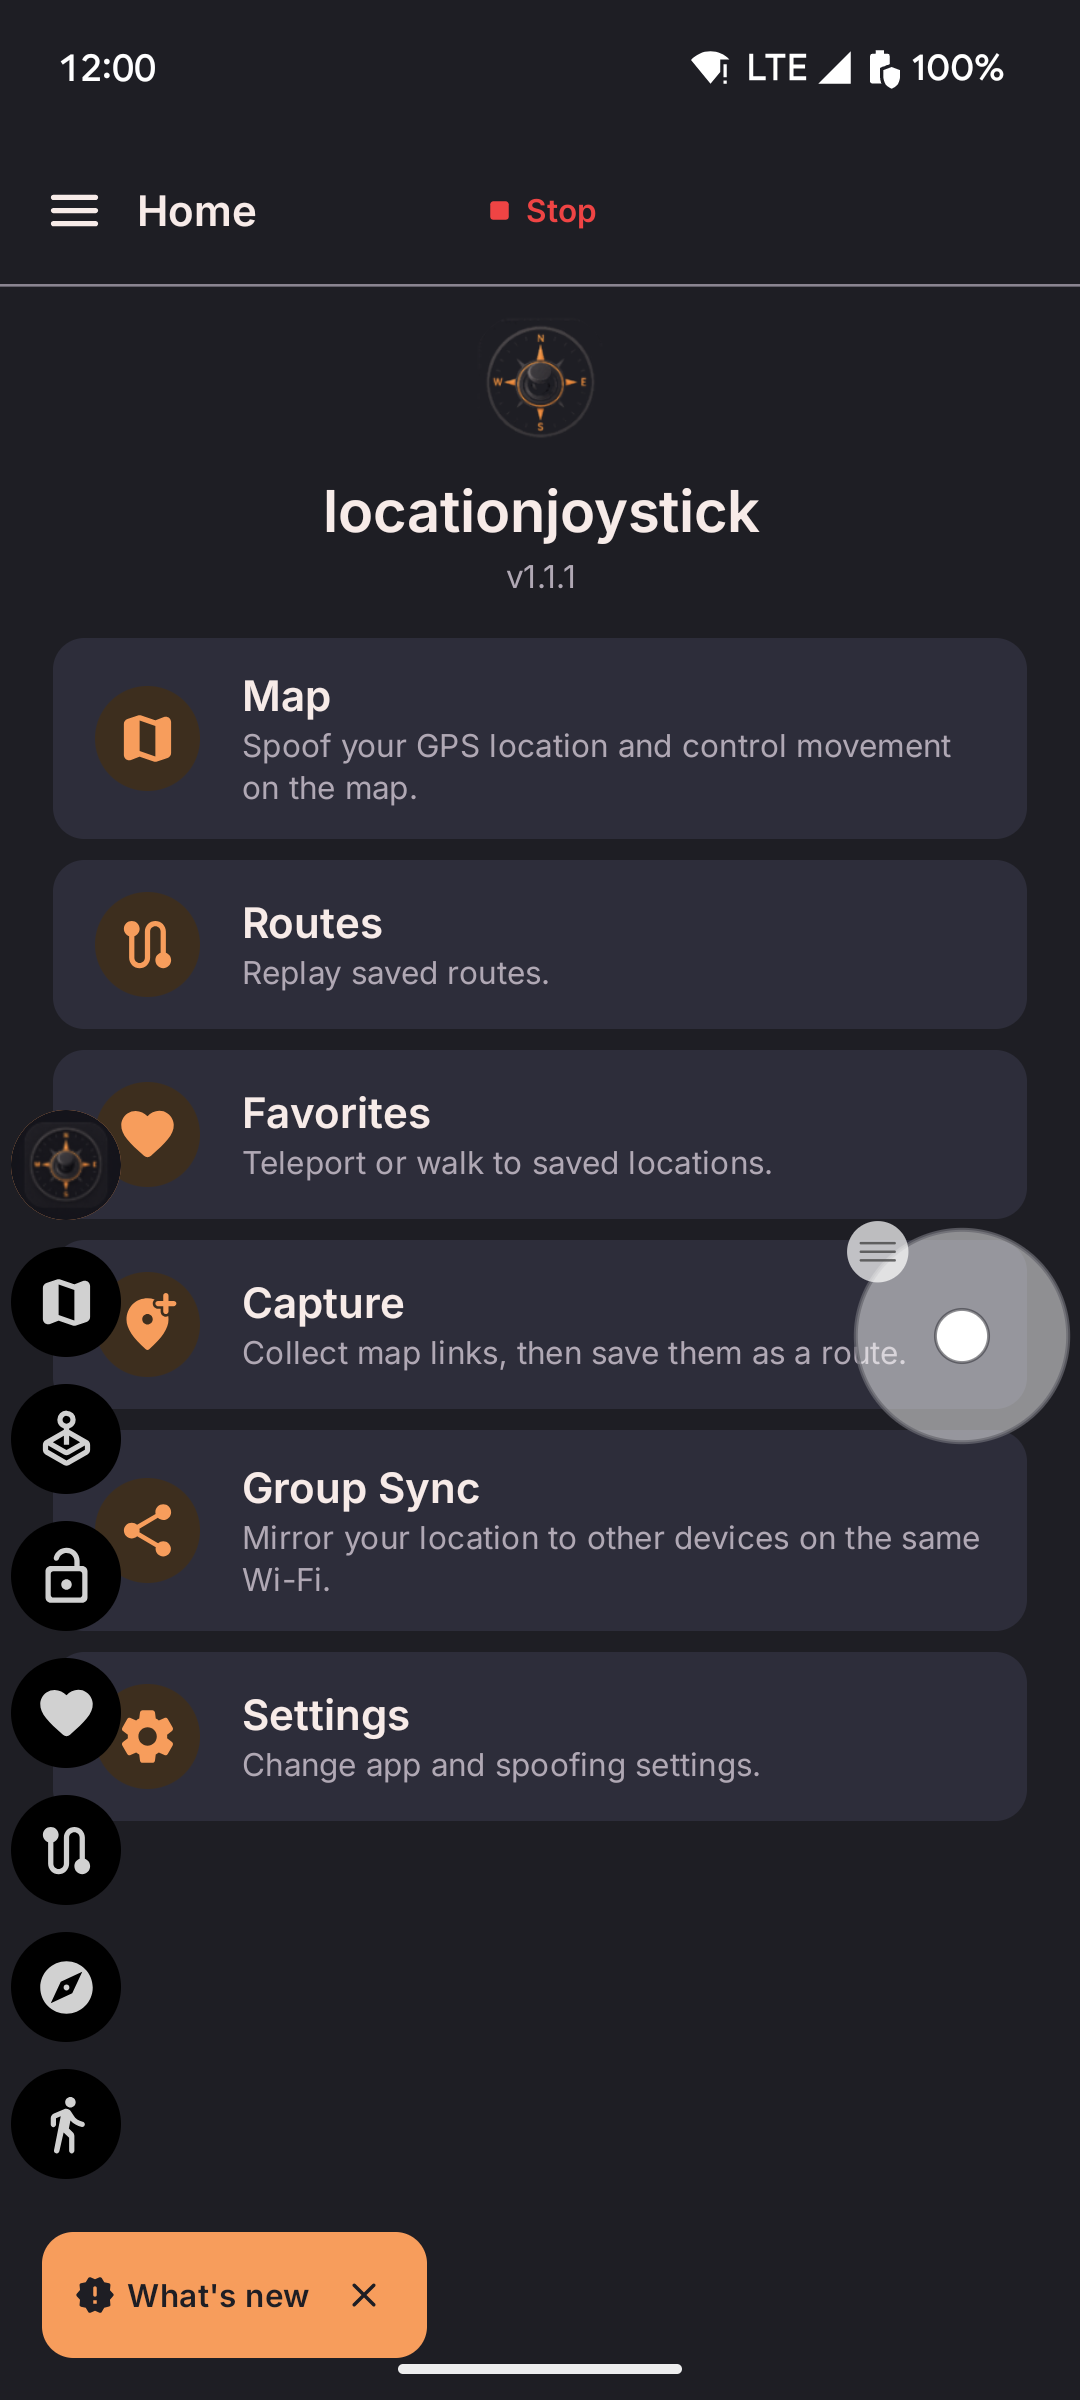 12:00
LTE 100%
Home
Stop
N
W E
S
locationjoystick
v1.1.1
Map
Spoof your GPS location and control movement
on the map.
Routes
Replay saved routes.
Favorites
Teleport or walk to saved locations.
Capture
Collect map links, then save them as a route.
Group Sync
Mirror your location to other devices on the same
Wi-Fi.
Settings
Change app and spoofing settings.
What's new